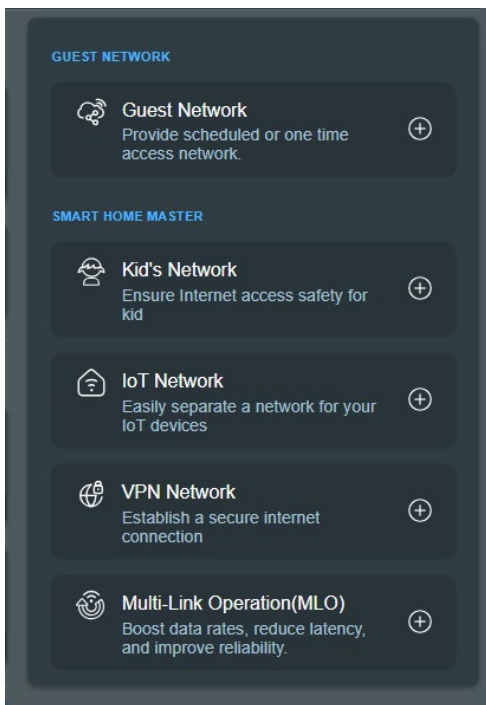 GUEST NETWORK
Guest Network
Provide scheduled or one time
access network.
SMART HOME MASTER
Kid's Network
Ensure Internet access safety for
kid
IoT Network
Easily separate a network for your
IoT devices
VPN Network
Establish a secure internet
connection
Multi-Link Operation(MLO)
Boost data rates, reduce latency,
and improve reliability.